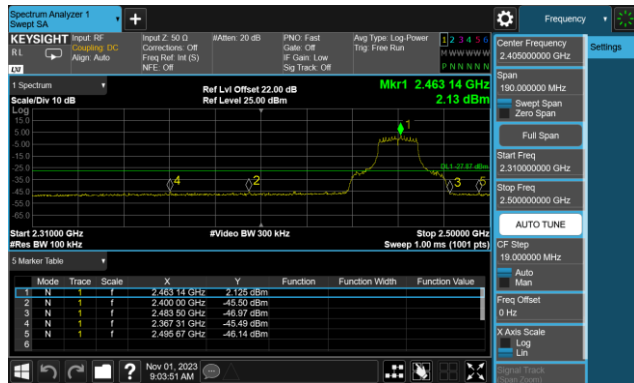 Spectrum Analyzer 1
Swept SA
Frequency
KEYSIGHT
Input: RF
Input Z: 50 Ω
#Atten: 20 dB
PNO: Fast
Avg Type: Log-Power
1 2 3 4 5 6
RL
Coupling: DC
Corrections: Off
Gate: Off
Trig: Free Run
M W W W W W
Align: Auto
Freq Ref: Int (S)
IF Gain: Low
NFE: Off
Sig Track: Off
P N N N N N
LXI
1 Spectrum
Ref Lvl Offset 22.00 dB
Mkr1 2.463 14 GHz
Scale/Div 10 dB
Ref Level 25.00 dBm
2.13 dBm
Log
15.0
5.00
-5.00
-15.0
-25.0
-35.0
-45.0
-55.0
-65.0
1
DL1 -27.87 dBm
4
2
3
5
Start 2.31000 GHz
#Video BW 300 kHz
Stop 2.50000 GHz
#Res BW 100 kHz
Sweep 1.00 ms (1001 pts)
5 Marker Table
Mode Trace Scale X Y Function Function Width Function Value
1 N 1 f 2.463 14 GHz 2.125 dBm
2 N 1 f 2.400 00 GHz -45.50 dBm
3 N 1 f 2.483 50 GHz -46.97 dBm
4 N 1 f 2.367 31 GHz -45.49 dBm
5 N 1 f 2.495 67 GHz -46.14 dBm
6
?
Nov 01, 2023
9:03:51 AM
Center Frequency
2.405000000 GHz
Settings
Span
190.000000 MHz
Swept Span
Zero Span
Full Span
Start Freq
2.310000000 GHz
Stop Freq
2.500000000 GHz
AUTO TUNE
CF Step
19.000000 MHz
Auto
Man
Freq Offset
0 Hz
X Axis Scale
Log
Lin
Signal Track
(Span Zoom)